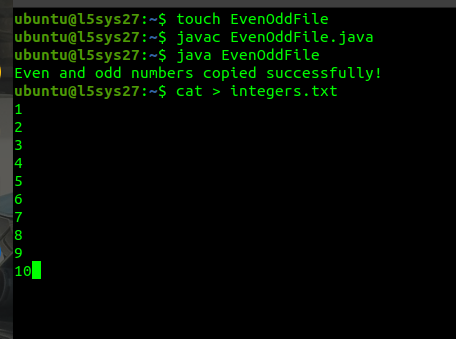 ubuntu@l5sys27:~$ touch EvenOddFile
ubuntu@l5sys27:~$ javac EvenOddFile.java
ubuntu@l5sys27:~$ java EvenOddFile
Even and odd numbers copied successfully!
ubuntu@l5sys27:~$ cat > integers.txt
1
2
3
4
5
6
7
8
9
10